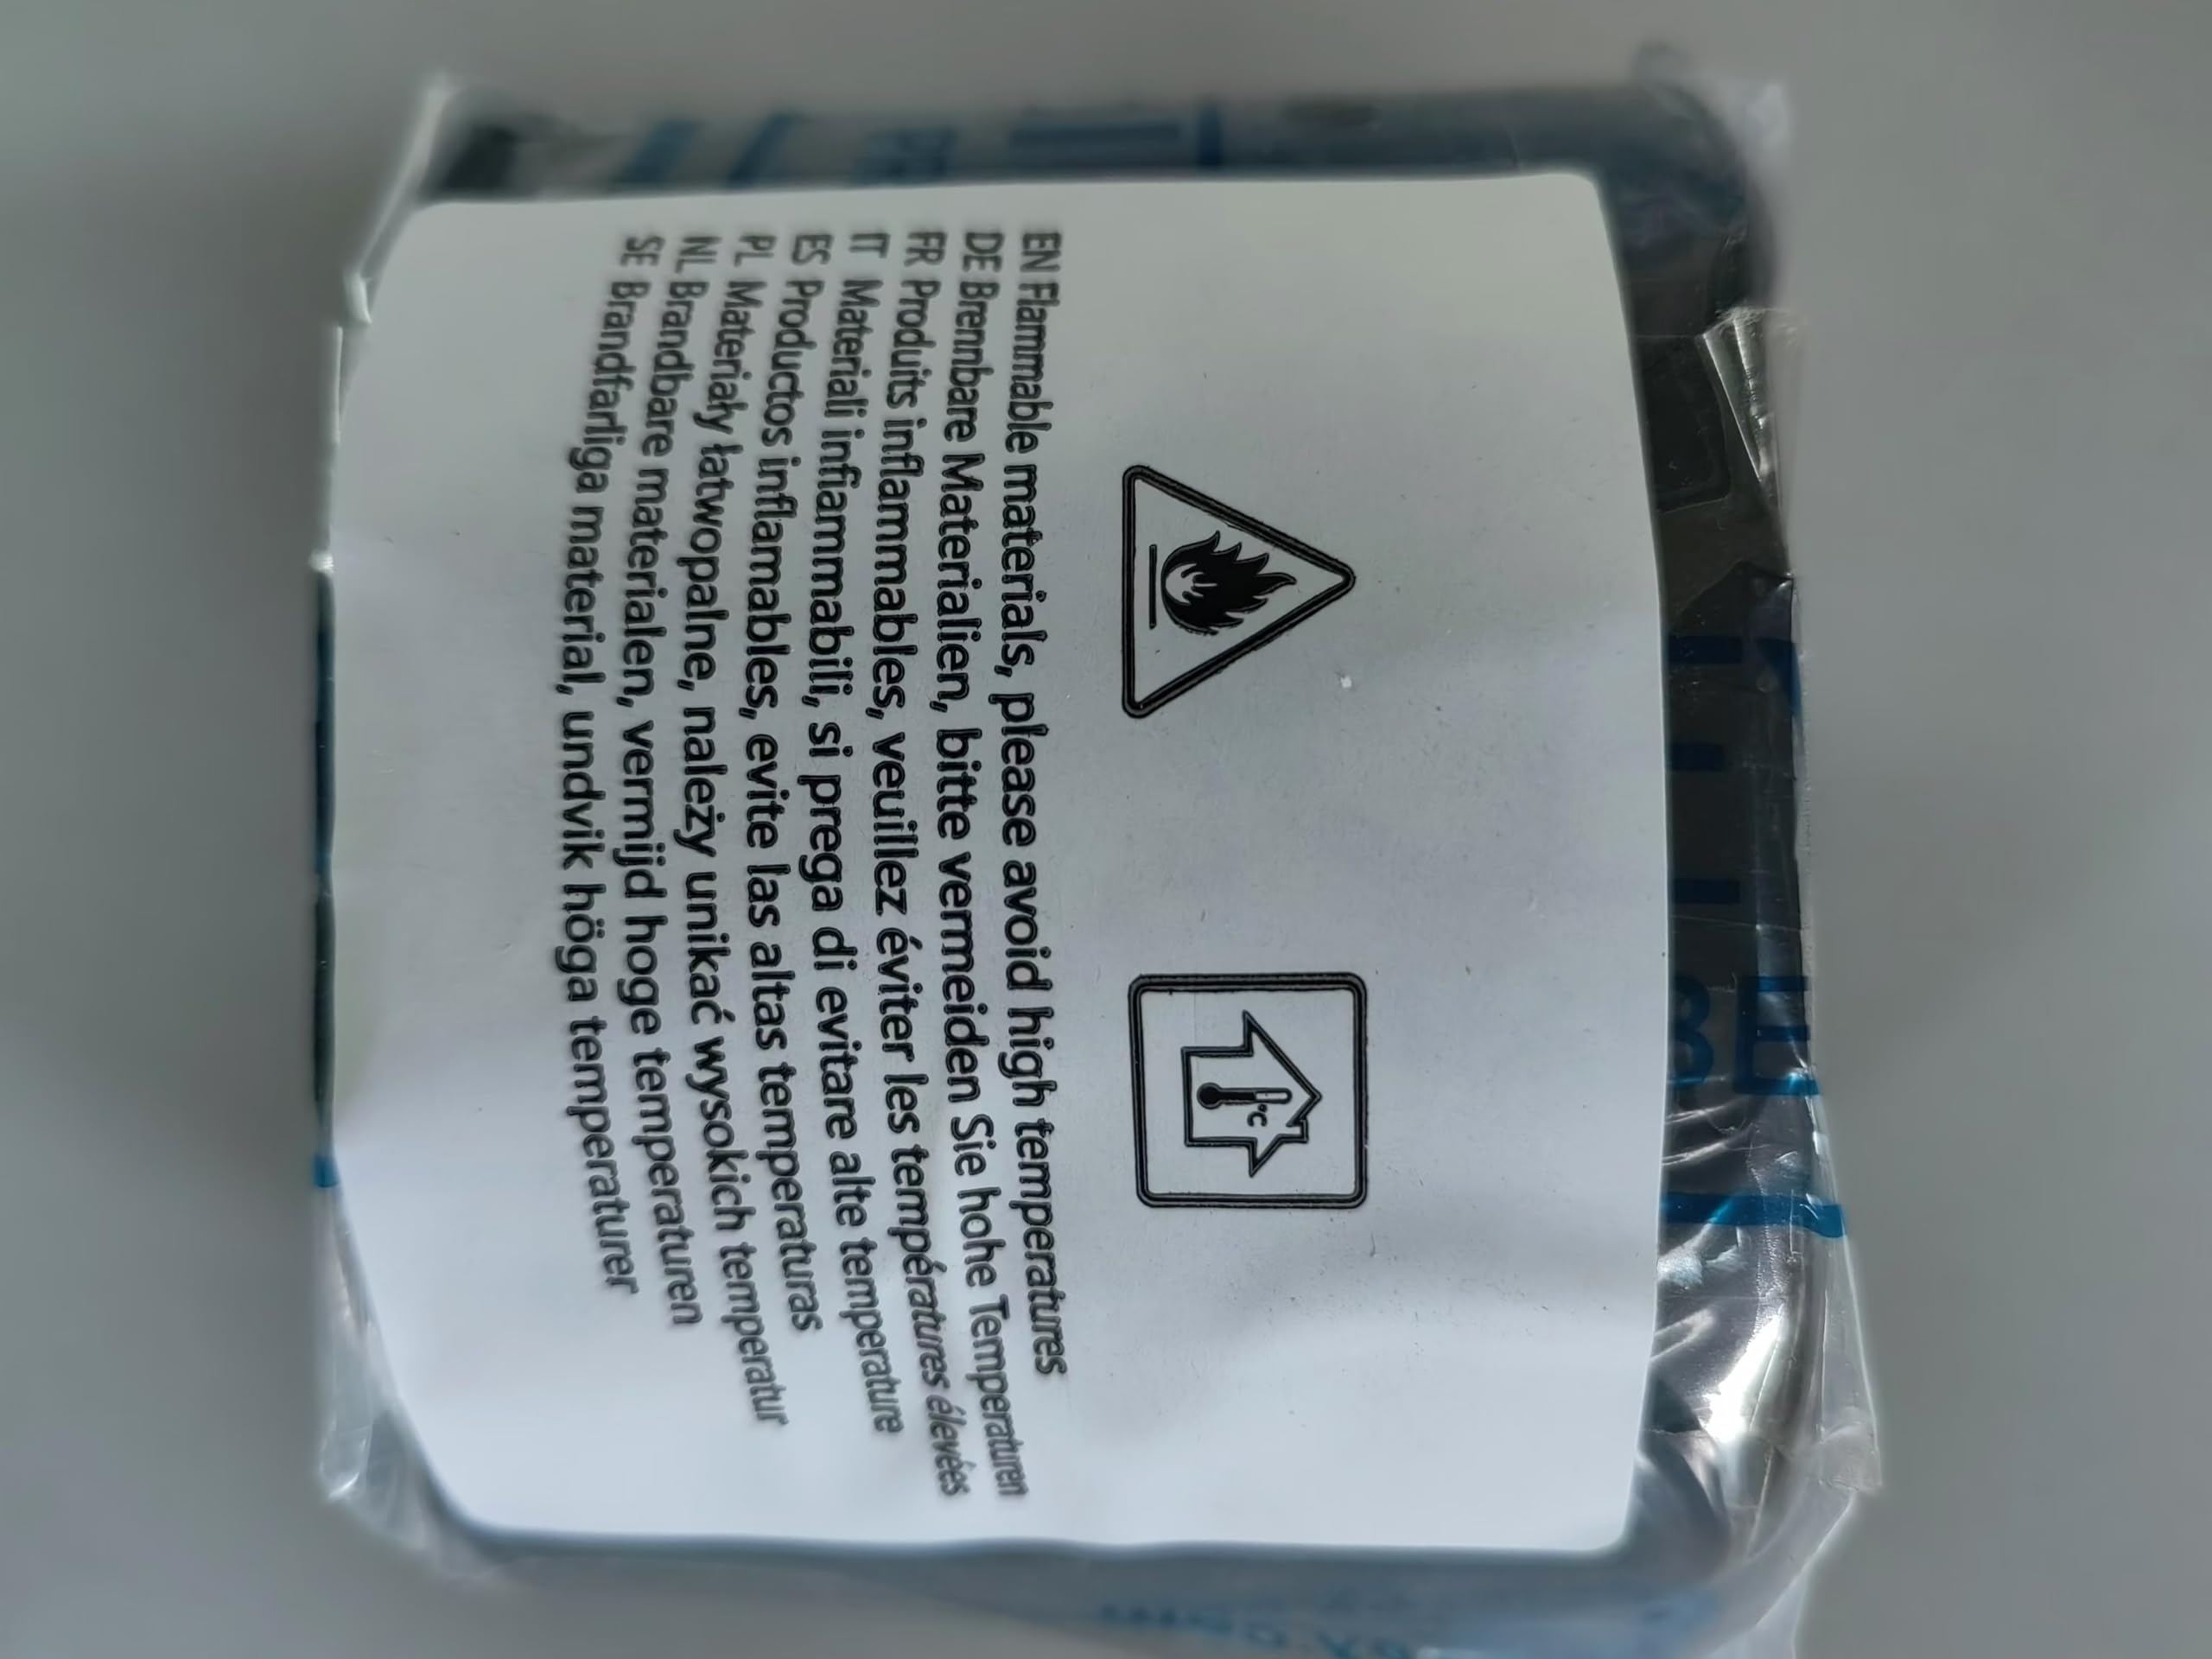 °C
EN Flammable materials, please avoid high temperatures
DE Brennbare Materialien, bitte vermeiden Sie hohe Temperaturen
FR Produits inflammables, veuillez éviter les températures élevées
IT Materiali infiammabili, si prega di evitare alte temperature
ES Productos inflamables, evite las altas temperaturas
PL Materiały łatwopalne, należy unikać wysokich temperatur
NL Brandbare materialen, vermijd hoge temperaturen
SE Brandfarliga material, undvik höga temperaturer